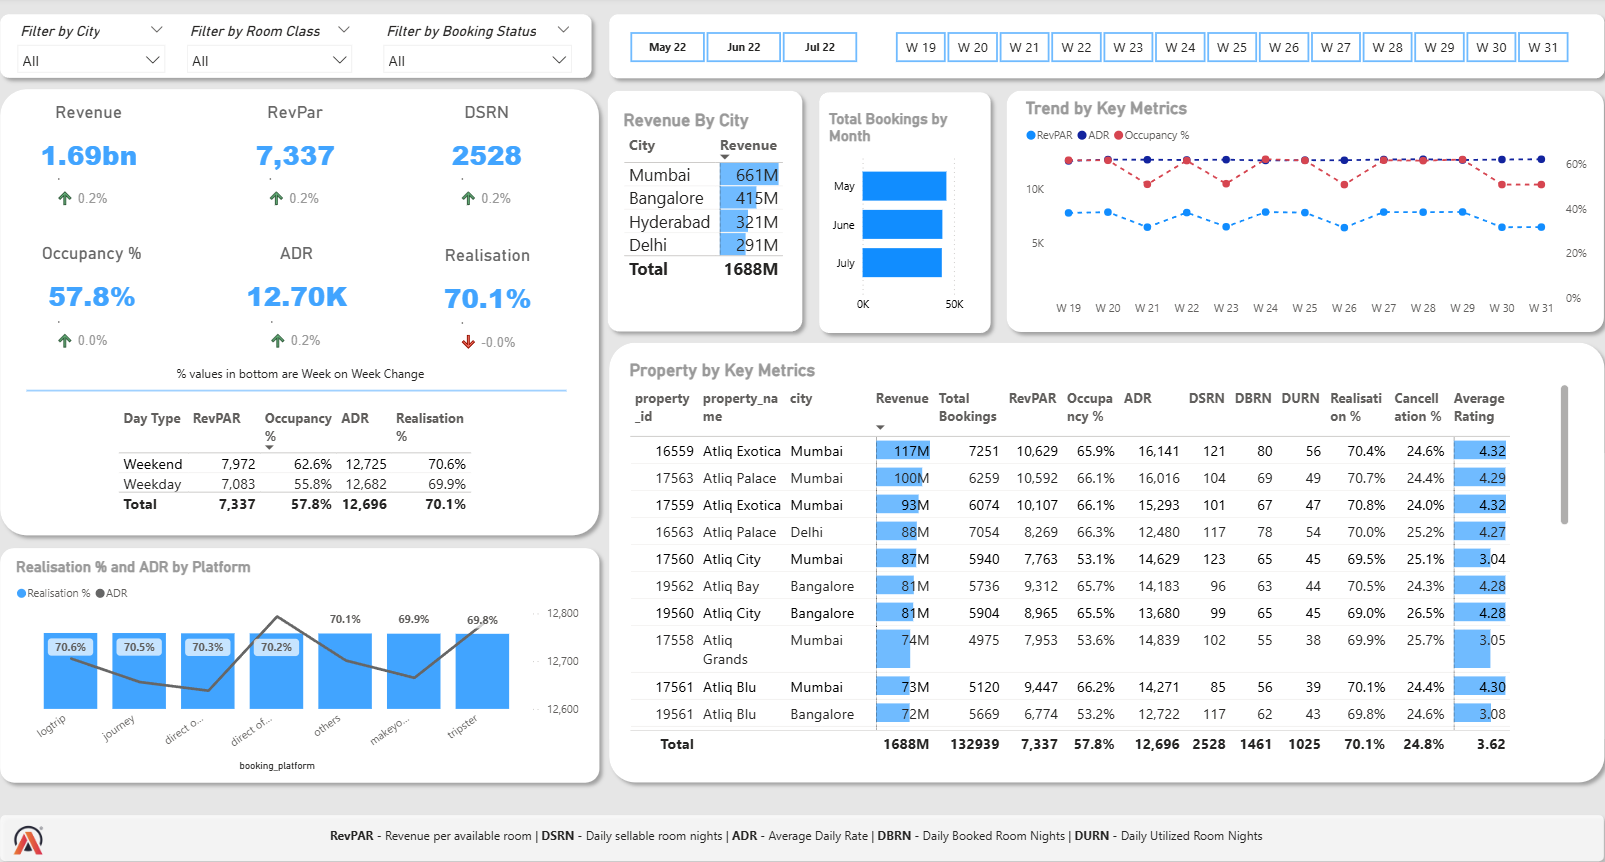 Filter by City
All
Filter by Room Class
All
Filter by Booking Status
All
May 22 Jun 22 Jul 22
W 19 W 20 W 21 W 22 W 23 W 24 W 25 W 26 W 27 W 28 W 29 W 30 W 31
Revenue RevPar DSRN
1.69bn 7,337 2528
0.2% 0.2% 0.2%
Occupancy % ADR Realisation
57.8% 12.70K 70.1%
0.0% 0.2% -0.0%
% values in bottom are Week on Week Change
Day Type RevPAR Occupancy ADR Realisation
% %
Weekend 7,972 62.6% 12,725 70.6%
Weekday 7,083 55.8% 12,682 69.9%
Total 7,337 57.8% 12,696 70.1%
Realisation % and ADR by Platform
Realisation % ADR
12,800
12,700
12,600
70.6% 70.5% 70.3% 70.2% 70.1% 69.9% 69.8%
logtrip journey direct o... direct of... others makeyo... tripster
booking_platform
Revenue By City
City Revenue
Mumbai 661M
Bangalore 415M
Hyderabad 321M
Delhi 291M
Total 1688M
Total Bookings by
Month
May
June
July
0K 50K
Trend by Key Metrics
RevPAR ADR Occupancy %
10K
5K
60%
40%
20%
0%
W 19 W 20 W 21 W 22 W 23 W 24 W 25 W 26 W 27 W 28 W 29 W 30 W 31
Property by Key Metrics
property property_na city Revenue Total RevPAR Occupa ADR DSRN DBRN DURN Realisati Cancell Average
_id me Bookings ncy % on % ation % Rating
16559 Atliq Exotica Mumbai 117M 7251 10,629 65.9% 16,141 121 80 56 70.4% 24.6% 4.32
17563 Atliq Palace Mumbai 100M 6259 10,592 66.1% 16,016 104 69 49 70.7% 24.4% 4.29
17559 Atliq Exotica Mumbai 93M 6074 10,107 66.1% 15,293 101 67 47 70.8% 24.0% 4.32
16563 Atliq Palace Delhi 88M 7054 8,269 66.3% 12,480 117 78 54 70.0% 25.2% 4.27
17560 Atliq City Mumbai 87M 5940 7,763 53.1% 14,629 123 65 45 69.5% 25.1% 3.04
19562 Atliq Bay Bangalore 81M 5736 9,312 65.7% 14,183 96 63 44 70.5% 24.3% 4.28
19560 Atliq City Bangalore 81M 5904 8,965 65.5% 13,680 99 65 45 69.0% 26.5% 4.28
17558 Atliq Mumbai 74M 4975 7,953 53.6% 14,839 102 55 38 69.9% 25.7% 3.05
Grands
17561 Atliq Blu Mumbai 73M 5120 9,447 66.2% 14,271 85 56 39 70.1% 24.4% 4.30
19561 Atliq Blu Bangalore 72M 5669 6,774 53.2% 12,722 117 62 43 69.8% 24.6% 3.08
Total 1688M 132939 7,337 57.8% 12,696 2528 1461 1025 70.1% 24.8% 3.62
RevPAR - Revenue per available room | DSRN - Daily sellable room nights | ADR - Average Daily Rate | DBRN - Daily Booked Room Nights | DURN - Daily Utilized Room Nights